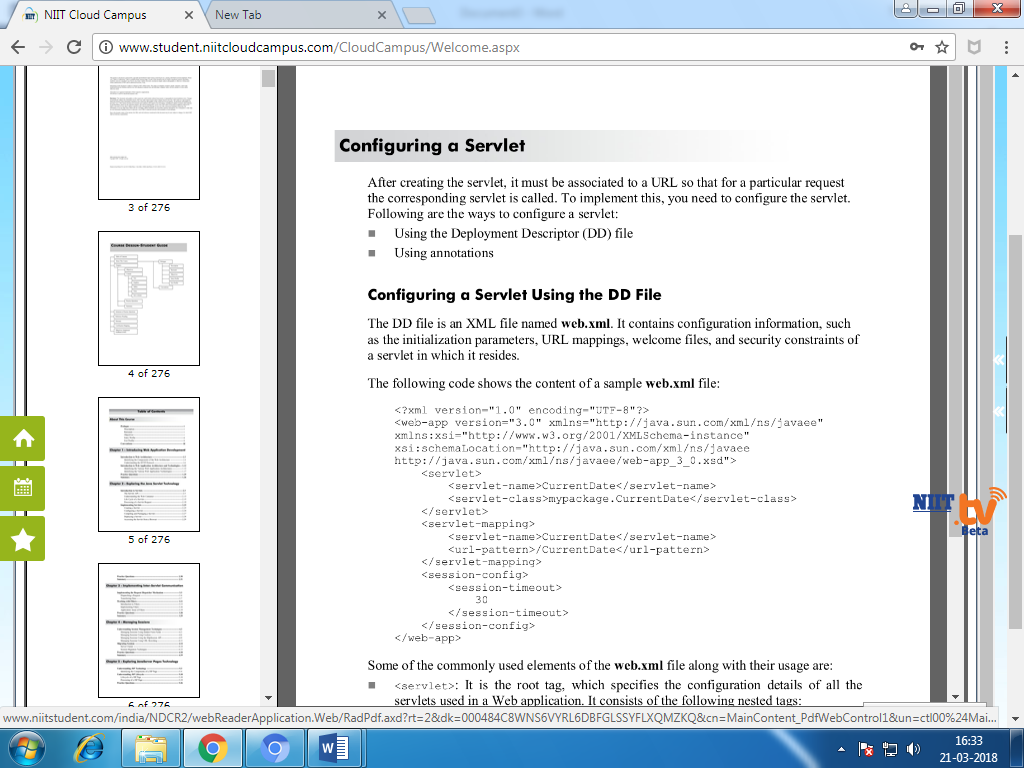 NIIT Cloud Campus
New Tab
www.student.niitcloudcampus.com/CloudCampus/Welcome.aspx
3 of 276
COURSE DESIGN-STUDENT GUIDE
4 of 276
Table of Contents
5 of 276
6 of 276
Configuring a Servlet
After creating the servlet, it must be associated to a URL so that for a particular request
the corresponding servlet is called. To implement this, you need to configure the servlet.
Following are the ways to configure a servlet:
Using the Deployment Descriptor (DD) file
Using annotations
Configuring a Servlet Using the DD File
The DD file is an XML file named web.xml. It contains configuration information, such
as the initialization parameters, URL mappings, welcome files, and security constraints of
a servlet in which it resides.
The following code shows the content of a sample web.xml file:
<?xml version="1.0" encoding="UTF-8"?>
<web-app version="3.0" xmlns="http://java.sun.com/xml/ns/javaee"
xmlns:xsi="http://www.w3.org/2001/XMLSchema-instance"
xsi:schemaLocation="http://java.sun.com/xml/ns/javaee
http://java.sun.com/xml/ns/javaee/web-app_3_0.xsd">
<servlet>
<servlet-name>CurrentDate</servlet-name>
<servlet-class>mypackage.CurrentDate</servlet-class>
</servlet>
<servlet-mapping>
<servlet-name>CurrentDate</servlet-name>
<url-pattern>/CurrentDate</url-pattern>
</servlet-mapping>
<session-config>
<session-timeout>
30
</session-timeout>
</session-config>
</web-app>
Some of the commonly used elements of the web.xml file along with their usage are:
<servlet>: It is the root tag, which specifies the configuration details of all the
servlets used in a Web application. It consists of the following nested tags:
NIIT.tv
Beta
www.niitstudent.com/india/NDCR2/webReaderApplication.Web/RadPdf.axd?rt=2&dk=000484C8WNS6VYRL6DBFGLSSYFLXQMZKQ&cn=MainContent_PdfWebControl1&un=ctl00%24Mai...
16:33
21-03-2018